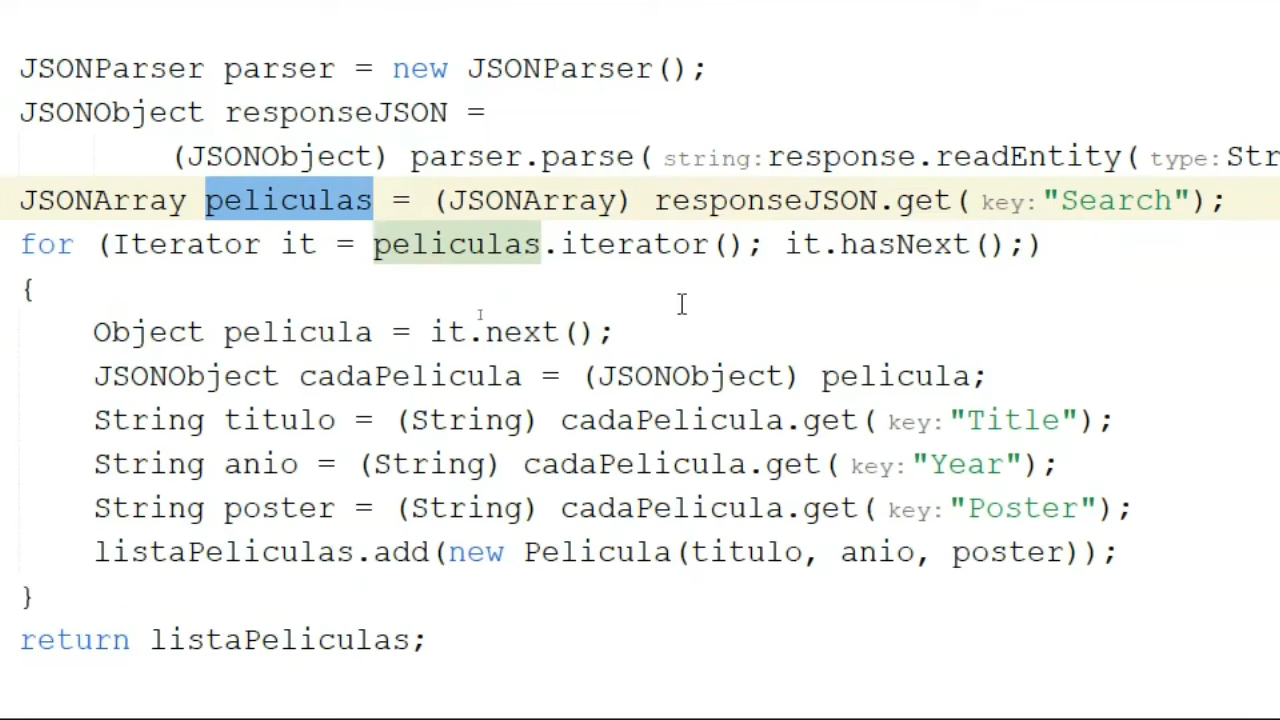 JSONParser parser = new JSONParser();
JSONObject responseJSON =
(JSONObject) parser.parse( string: response.readEntity( type: Str
JSONArray peliculas = (JSONArray) responseJSON.get( key: "Search");
for (Iterator it = peliculas.iterator(); it.hasNext();)
{
Object pelicula = it.next();
JSONObject cadaPelicula = (JSONObject) pelicula;
String titulo = (String) cadaPelicula.get( key: "Title");
String anio = (String) cadaPelicula.get( key: "Year");
String poster = (String) cadaPelicula.get( key: "Poster");
listaPeliculas.add(new Pelicula(titulo, anio, poster));
}
return listaPeliculas;